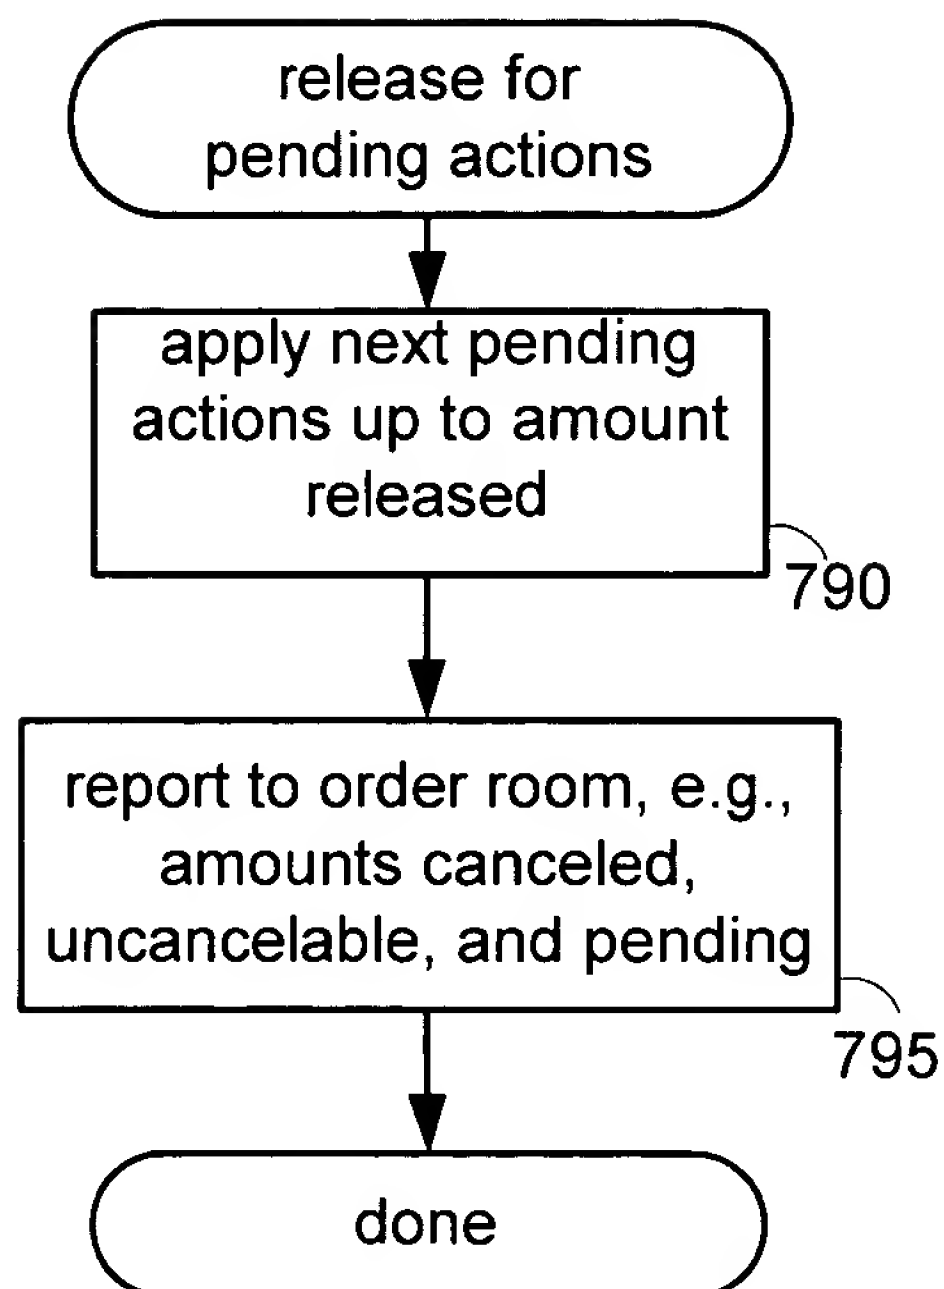 release for
pending actions
apply next pending
actions up to amount
released
790
report to order room, e.g.,
amounts canceled,
uncancelable, and pending
795
done